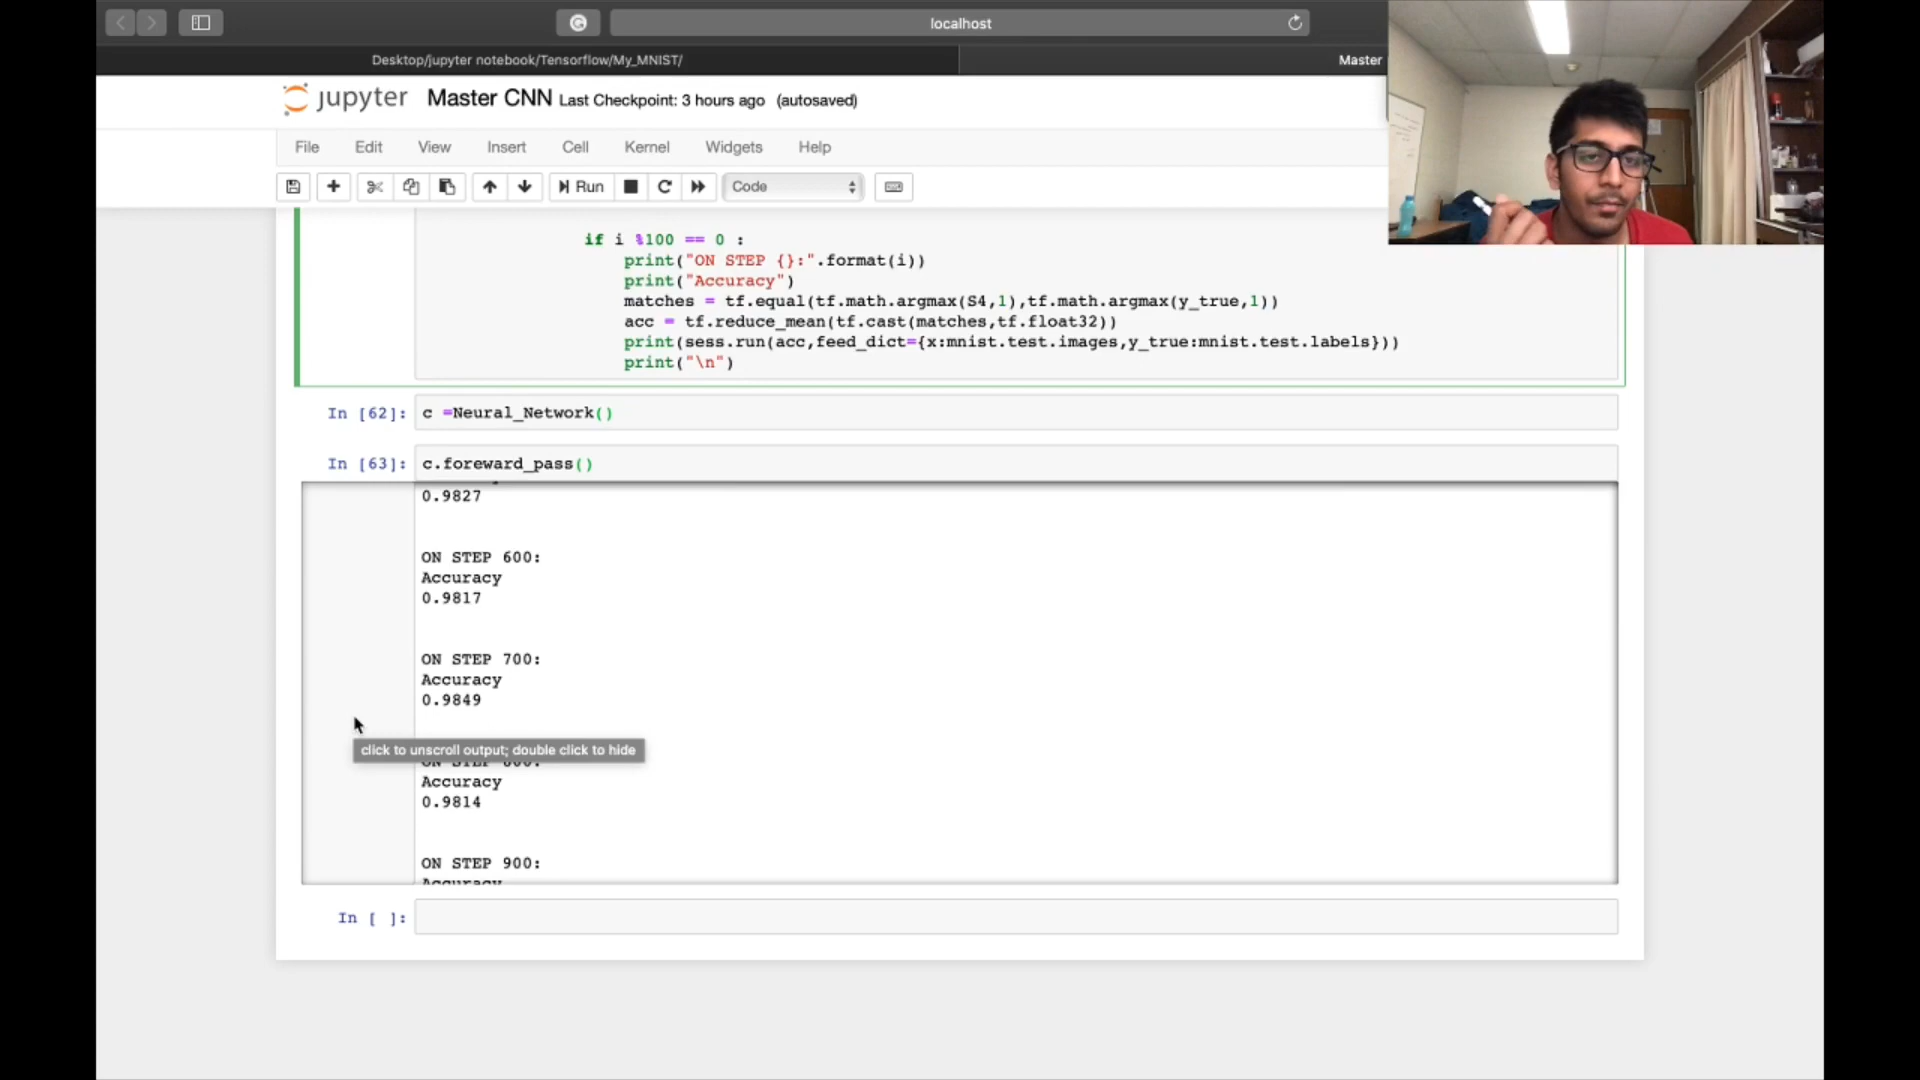 localhost
Desktop/jupyter notebook/Tensorflow/My_MNIST/
Master
jupyter Master CNN Last Checkpoint: 3 hours ago (autosaved)
File Edit View Insert Cell Kernel Widgets Help
Run Code
if i %100 == 0 :
print("ON STEP {}:".format(i))
print("Accuracy")
matches = tf.equal(tf.math.argmax(S4,1),tf.math.argmax(y_true,1))
acc = tf.reduce_mean(tf.cast(matches,tf.float32))
print(sess.run(acc,feed_dict={x:mnist.test.images,y_true:mnist.test.labels}))
print("\n")
In [62]: c =Neural_Network()
In [63]: c.foreward_pass()
0.9827
ON STEP 600:
Accuracy
0.9817
ON STEP 700:
Accuracy
0.9849
click to unscroll output; double click to hide
ON STEP 800:
Accuracy
0.9814
ON STEP 900:
Accuracy
In [ ]: